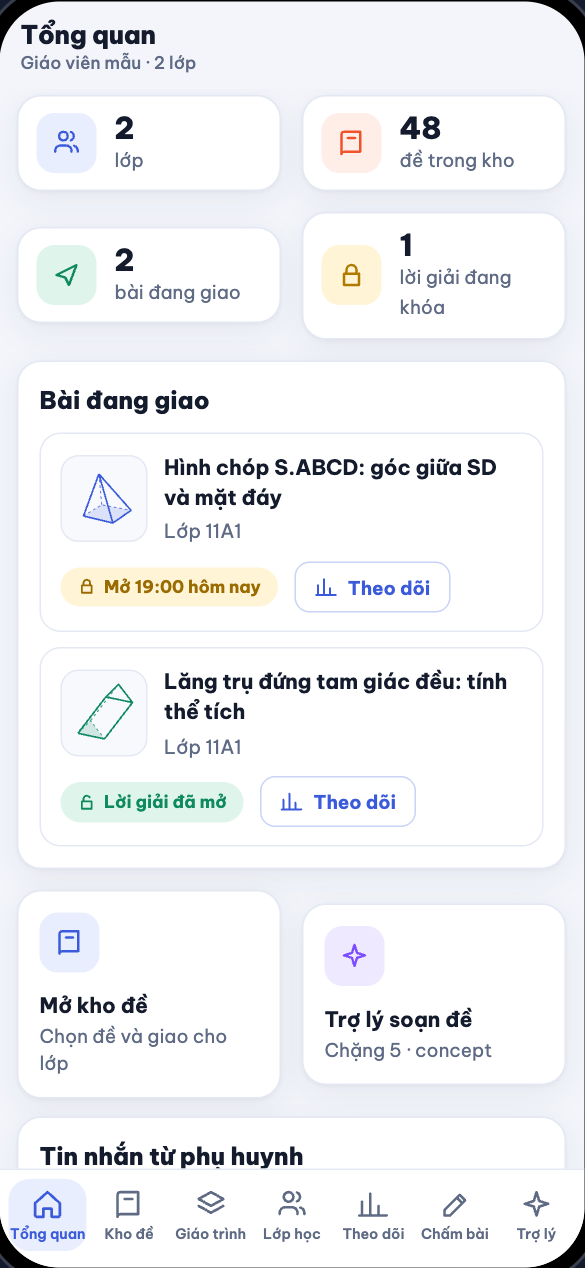 Tổng quan
Giáo viên mẫu · 2 lớp
2
lớp
48
đề trong kho
2
bài đang giao
1
lời giải đang
khóa
Bài đang giao
Hình chóp S.ABCD: góc giữa SD
và mặt đáy
Lớp 11A1
Mở 19:00 hôm nay
Theo dõi
Lăng trụ đứng tam giác đều: tính
thể tích
Lớp 11A1
Lời giải đã mở
Theo dõi
Mở kho đề
Chọn đề và giao cho
lớp
Trợ lý soạn đề
Chặng 5 · concept
Tin nhắn từ phụ huynh
Tổng quan
Kho đề
Giáo trình
Lớp học
Theo dõi
Chấm bài
Trợ lý